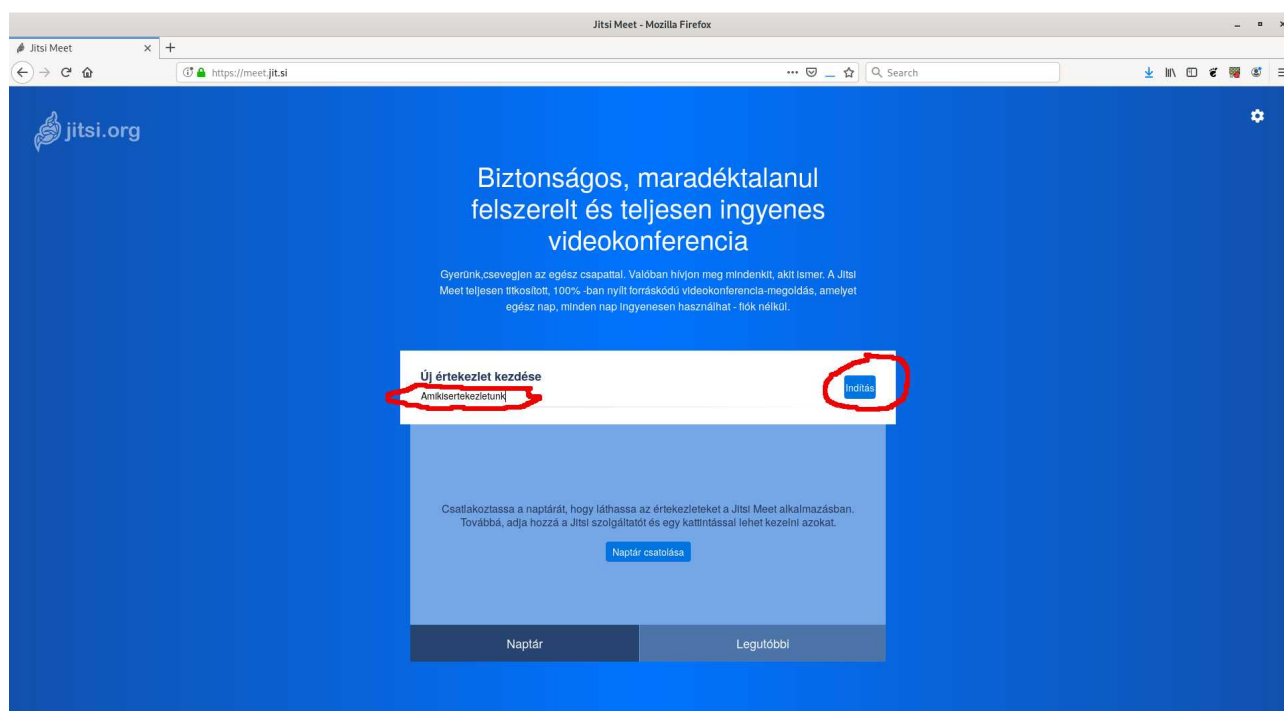 Jitsi Meet - Mozilla Firefox
Jitsi Meet
https://meet.jit.si
Search
jitsi.org
Biztonságos, maradéktalanul
felszerelt és teljesen ingyenes
videokonferencia
Gyerünk,csevegjen az egész csapattal. Valóban hívjon meg mindenkit, akit ismer. A Jitsi
Meet teljesen titkosított, 100% -ban nyílt forráskódú videokonferencia-megoldás, amelyet
egész nap, minden nap ingyenesen használhat - fiók nélkül.
Új értekezlet kezdése
Amikisertekezletunk
Indítás
Csatlakoztassa a naptárát, hogy láthassa az értekezleteket a Jitsi Meet alkalmazásban.
Továbbá, adja hozzá a Jitsi szolgáltatót és egy kattintással lehet kezelni azokat.
Naptár csatolása
Naptár
Legutóbbi